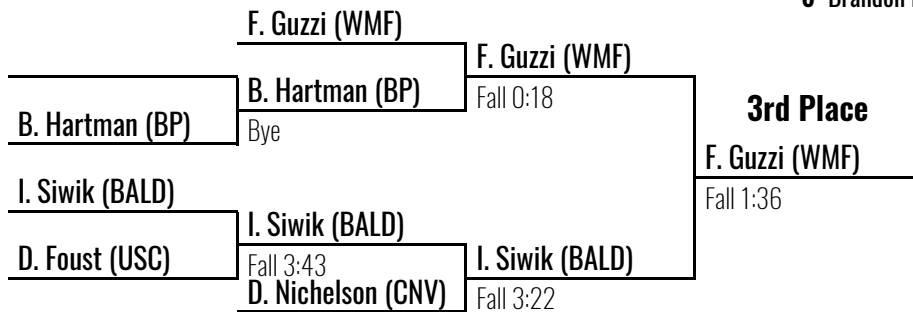 Brandon
F. Guzzi (WMF)
F. Guzzi (WMF)
B. Hartman (BP)
Fall 0:18
3rd Place
B. Hartman (BP)
Bye
F. Guzzi (WMF)
I. Siwik (BALD)
Fall 1:36
I. Siwik (BALD)
D. Foust (USC)
Fall 3:43
I. Siwik (BALD)
D. Nichelson (CNV)
Fall 3:22